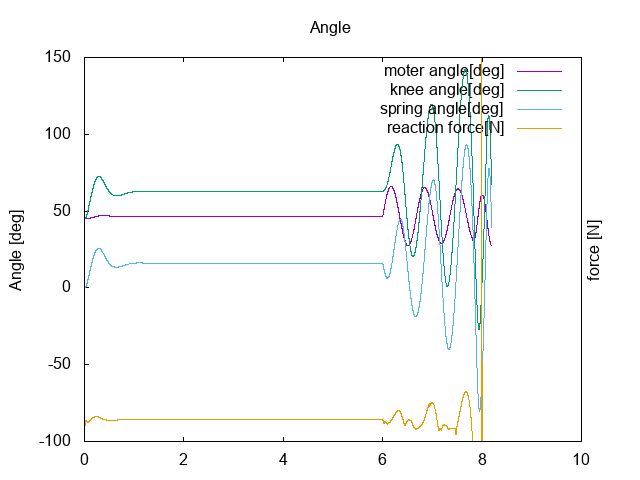 Angle
150
100
50
0
-50
-100
0 2 4 6 8 10
Angle [deg]
force [N]
moter angle[deg]
knee angle[deg]
spring angle[deg]
reaction force[N]